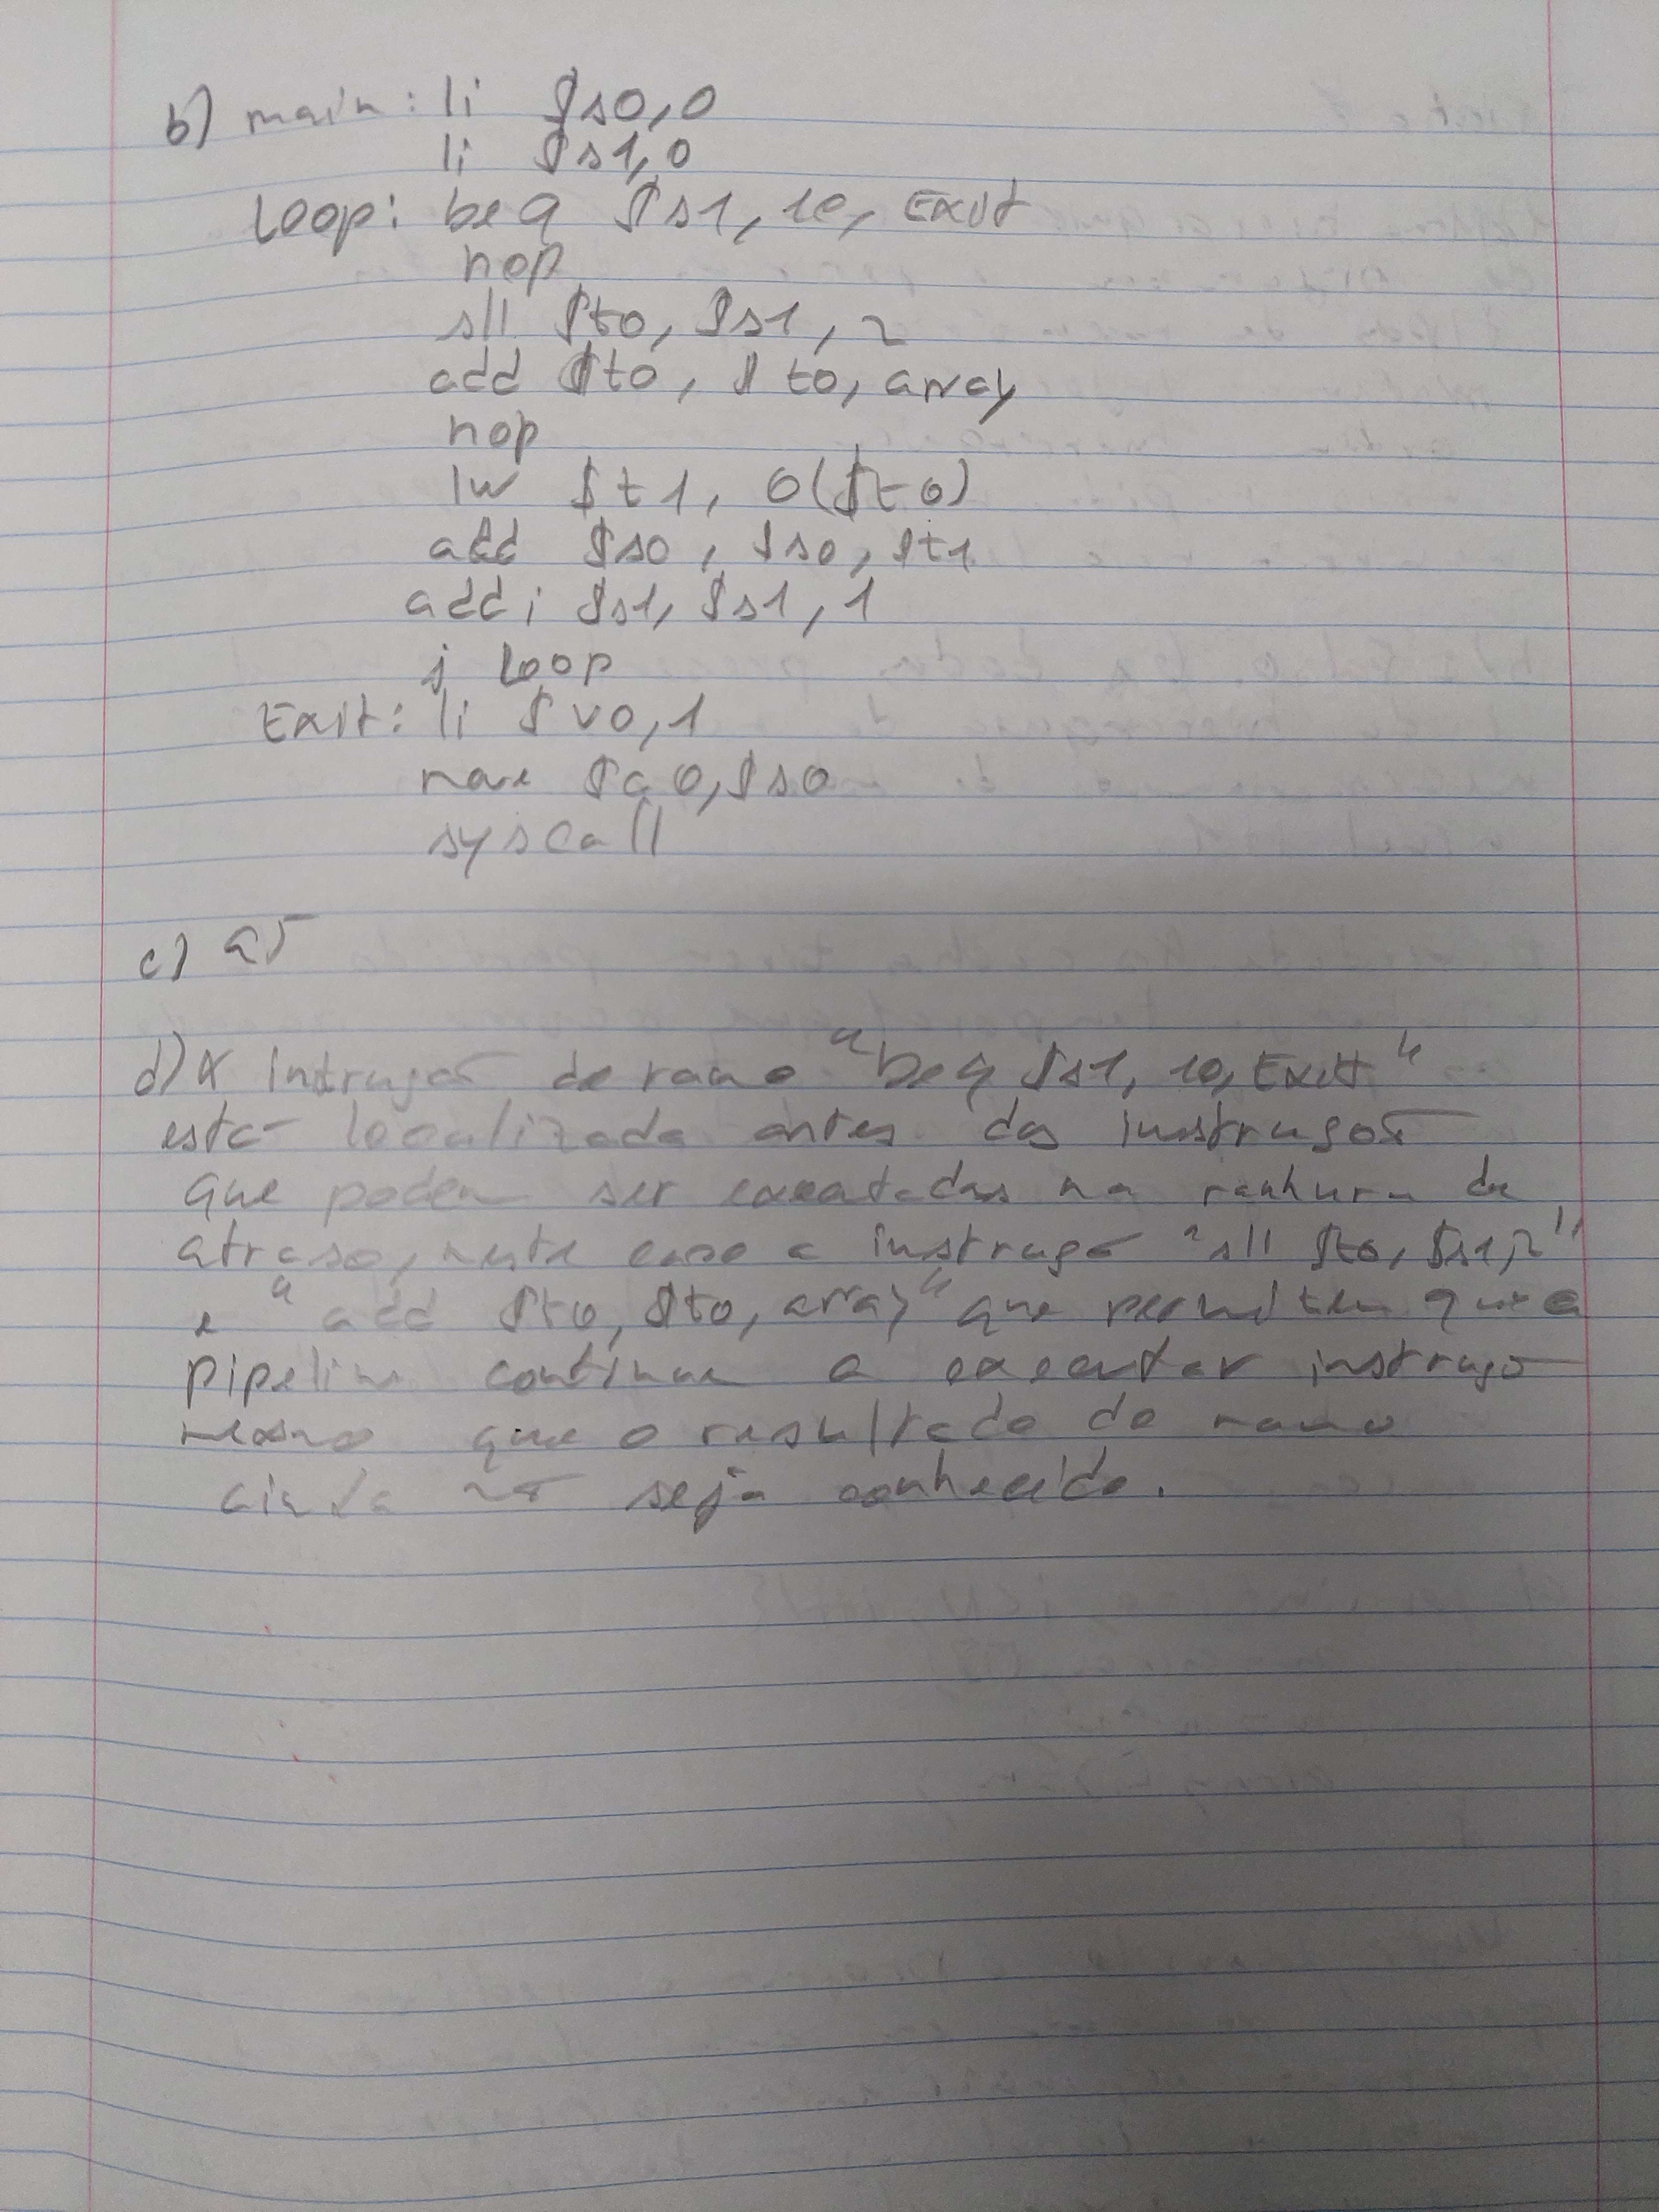 b) main: li $s0,0
li $s1,0
Loop: beq $s1, 10, Exit
nop
sll $t0, $s1, 2
add $t0, $t0, array
nop
lw $t1, 0($t0)
add $s0, $s0, $t1
addi $s1, $s1, 1
j Loop
Exit: li $v0,1
move $a0,$s0
syscall
c)
d) A Instrução de ramo "beq $s1, 10, Exit"
está localizada antes das instruções
que podem ser executadas na ranhura de
atraso, neste caso a instrução "sll $t0, $s1,2"
e "add $t0, $t0, array" que permitem que a
pipeline continue a executar instrução
mesmo que o resultado do ramo
ainda não seja conhecido.